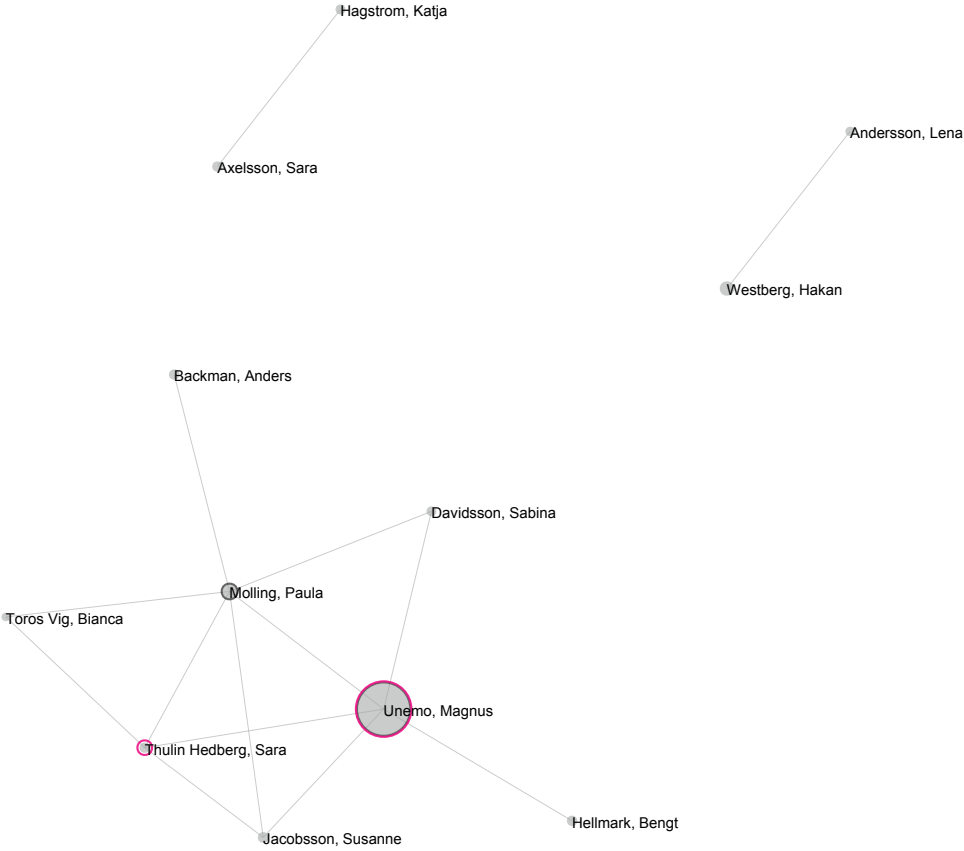 Hagstrom, Katja
Andersson, Lena
Axelsson, Sara
Westberg, Hakan
Backman, Anders
Davidsson, Sabina
Molling, Paula
Toros Vig, Bianca
Unemo, Magnus
Thulin Hedberg, Sara
Hellmark, Bengt
Jacobsson, Susanne